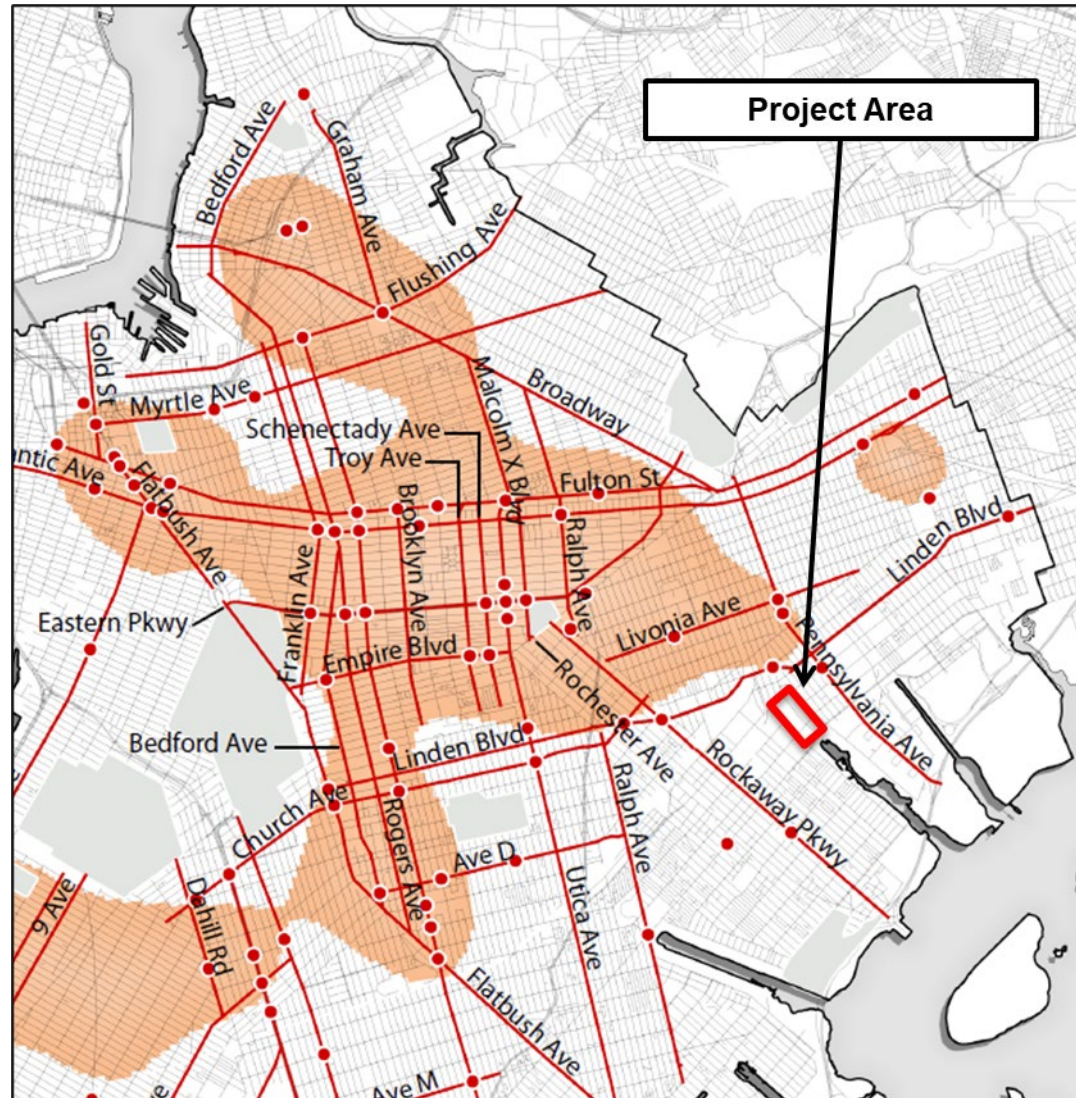 Project Area
Bedford Ave
Graham Ave
Flushing Ave
Gold St
Myrtle Ave
Malcolm X Blvd
Broadway
Schenectady Ave
Troy Ave
Fulton St
antic Ave
Flatbush Ave
Brooklyn Ave
Ralph Ave
Linden Blvd
Franklin Ave
Eastern Pkwy
Livonia Ave
Empire Blvd
Pennsylvania Ave
Rochester Ave
Bedford Ave
Linden Blvd
Church Ave
Rogers Ave
Ralph Ave
Rockaway Pkwy
Ave D
Utica Ave
9 Ave
Dahill Rd
Flatbush Ave
Ave M